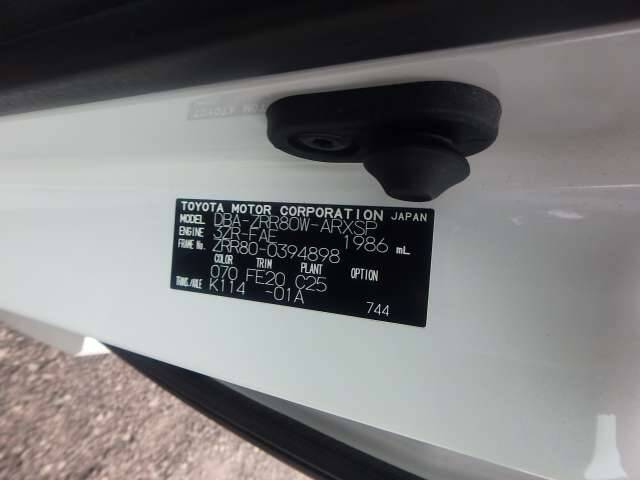 TOYOTA MOTOR CORPORATION JAPAN
MODEL DBA-ZRR80W-ARXSP
ENGINE 3ZR-FAE 1986 mL
FRAME No. ZRR80-0394898
COLOR TRIM PLANT OPTION
070 FE20 C25
TRANS./AXLE K114 -01A
744